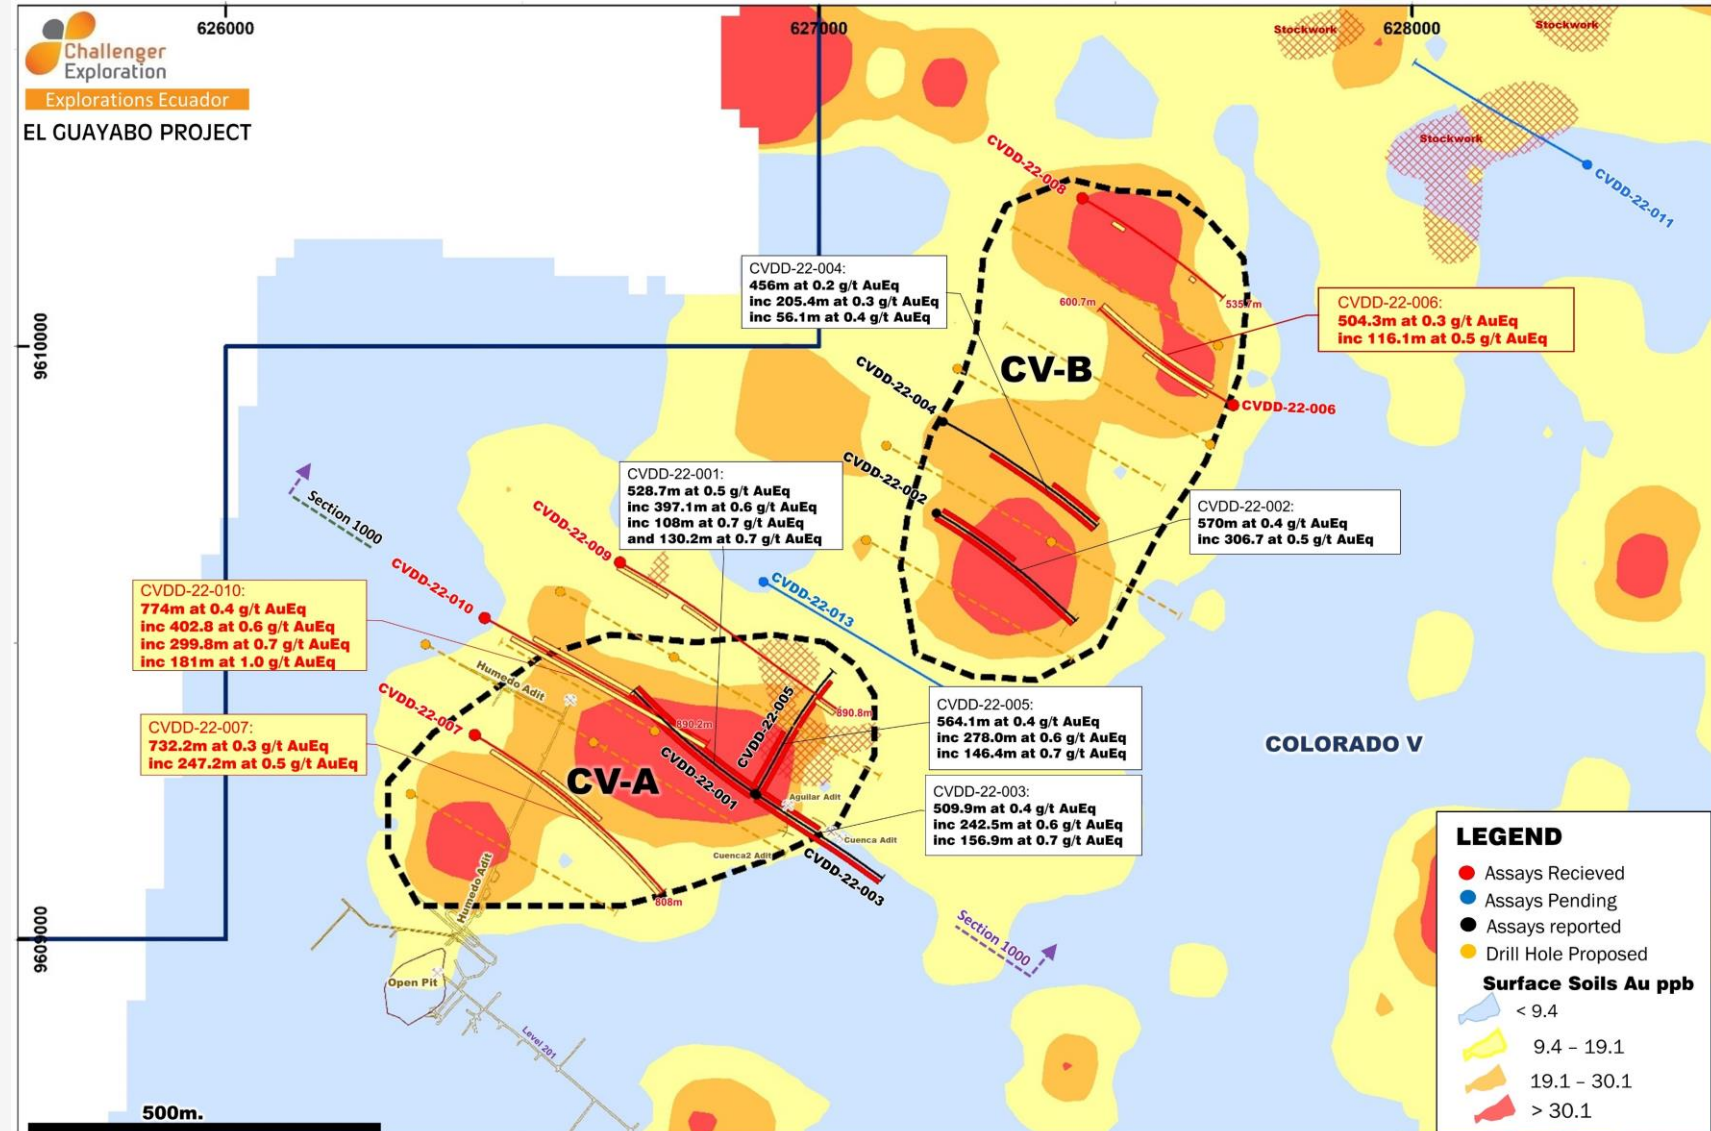 Challenger
Exploration
Explorations Ecuador
EL GUAYABO PROJECT
626000
627000
628000
9610000
9609000
Stockwork
Stockwork
Stockwork
CVDD-22-008
CVDD-22-011
CVDD-22-004:
456m at 0.2 g/t AuEq
inc 205.4m at 0.3 g/t AuEq
inc 56.1m at 0.4 g/t AuEq
600.7m
535.7m
CVDD-22-006:
504.3m at 0.3 g/t AuEq
inc 116.1m at 0.5 g/t AuEq
CV-B
CVDD-22-004
CVDD-22-006
CVDD-22-002
CVDD-22-001:
528.7m at 0.5 g/t AuEq
inc 397.1m at 0.6 g/t AuEq
inc 108m at 0.7 g/t AuEq
and 130.2m at 0.7 g/t AuEq
CVDD-22-002:
570m at 0.4 g/t AuEq
inc 306.7 at 0.5 g/t AuEq
Section 1000
CVDD-22-009
CVDD-22-010
CVDD-22-013
CVDD-22-010:
774m at 0.4 g/t AuEq
inc 402.8 at 0.6 g/t AuEq
inc 299.8m at 0.7 g/t AuEq
inc 181m at 1.0 g/t AuEq
Humedo Adit
CVDD-22-007
CVDD-22-007:
732.2m at 0.3 g/t AuEq
inc 247.2m at 0.5 g/t AuEq
890.2m
CVDD-22-005
890.8m
CVDD-22-005:
564.1m at 0.4 g/t AuEq
inc 278.0m at 0.6 g/t AuEq
inc 146.4m at 0.7 g/t AuEq
COLORADO V
CV-A
CVDD-22-001
Aguilar Adit
CVDD-22-003:
509.9m at 0.4 g/t AuEq
inc 242.5m at 0.6 g/t AuEq
inc 156.9m at 0.7 g/t AuEq
Cuenca Adit
Cuenca2 Adit
CVDD-22-003
Humedo Adit
808m
Section 1000
Open Pit
Level 201
500m.
LEGEND
Assays Recieved
Assays Pending
Assays reported
Drill Hole Proposed
Surface Soils Au ppb
< 9.4
9.4 – 19.1
19.1 – 30.1
> 30.1